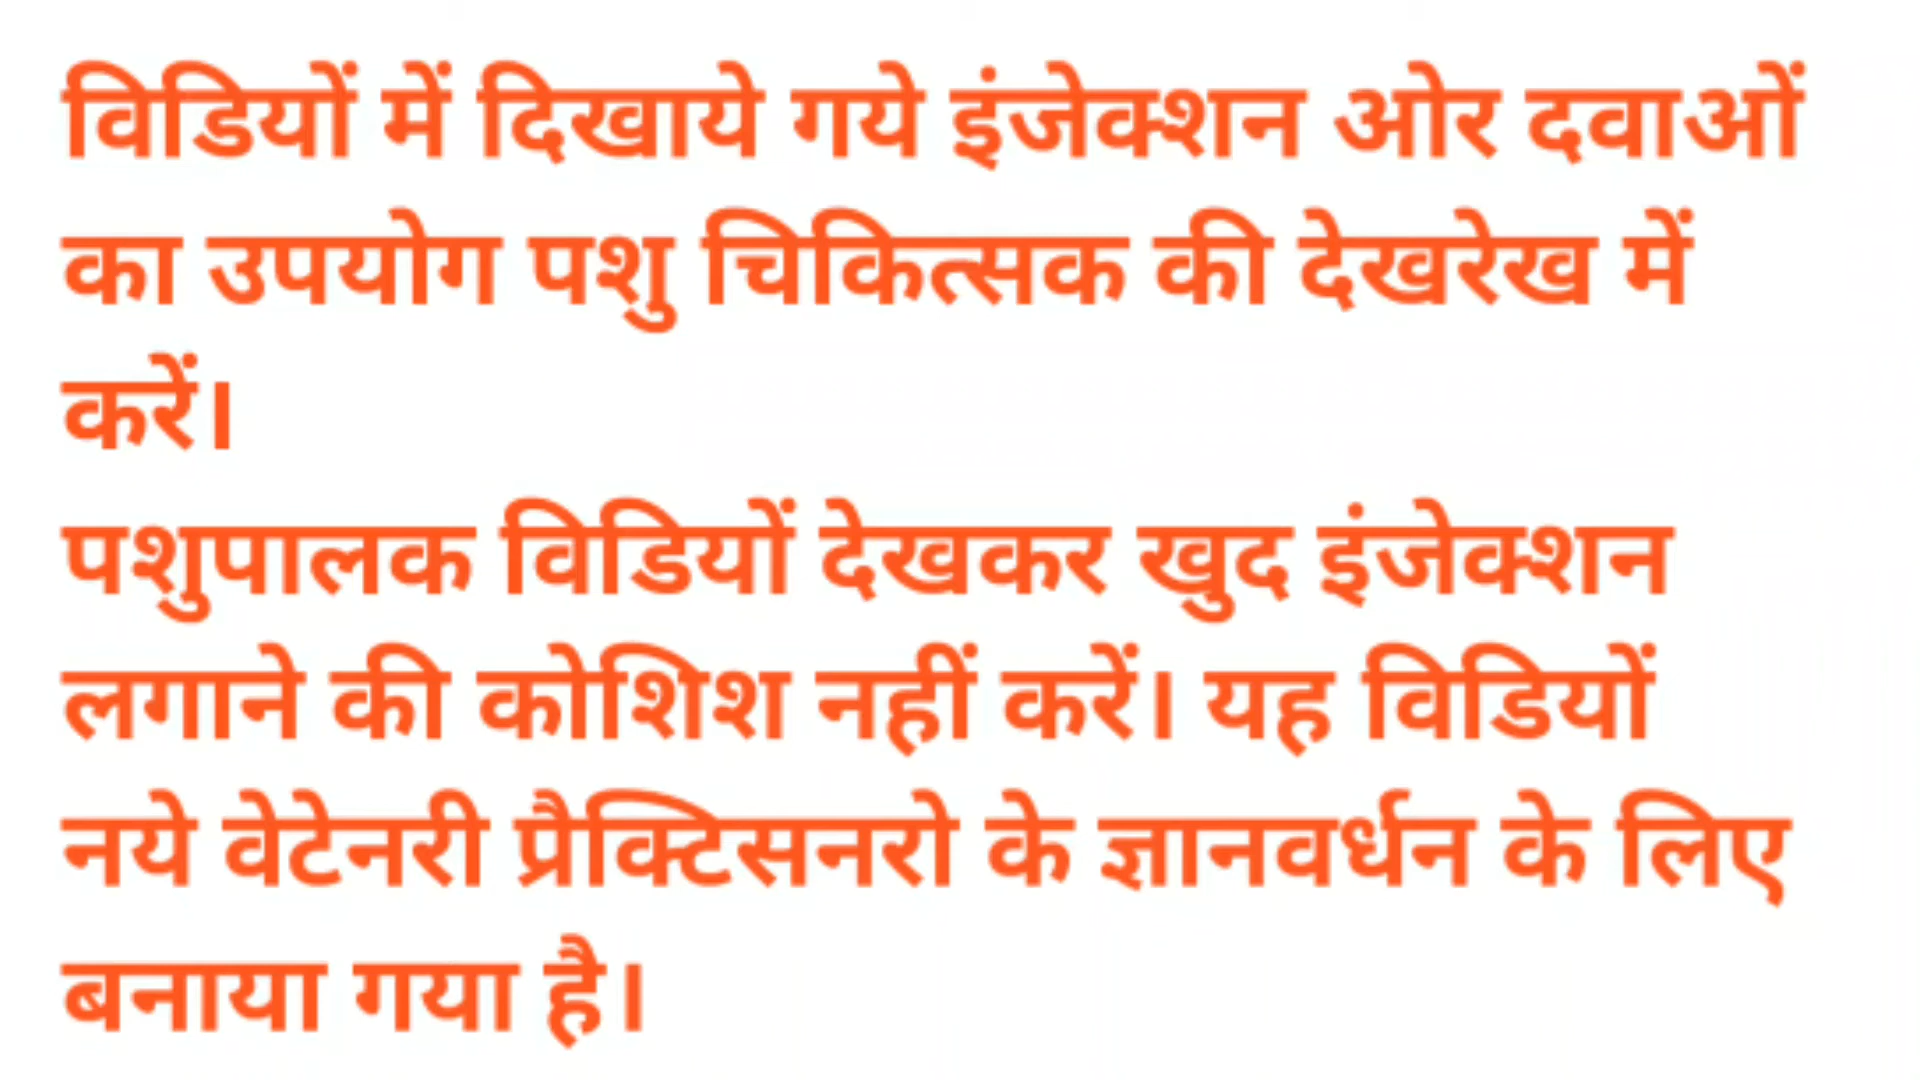 विडियों में दिखाये गये इंजेक्शन ओर दवाओं
का उपयोग पशु चिकित्सक की देखरेख में
करें।
पशुपालक विडियों देखकर खुद इंजेक्शन
लगाने की कोशिश नहीं करें। यह विडियों
नये वेटेनरी प्रैक्टिसनरो के ज्ञानवर्धन के लिए
बनाया गया है।